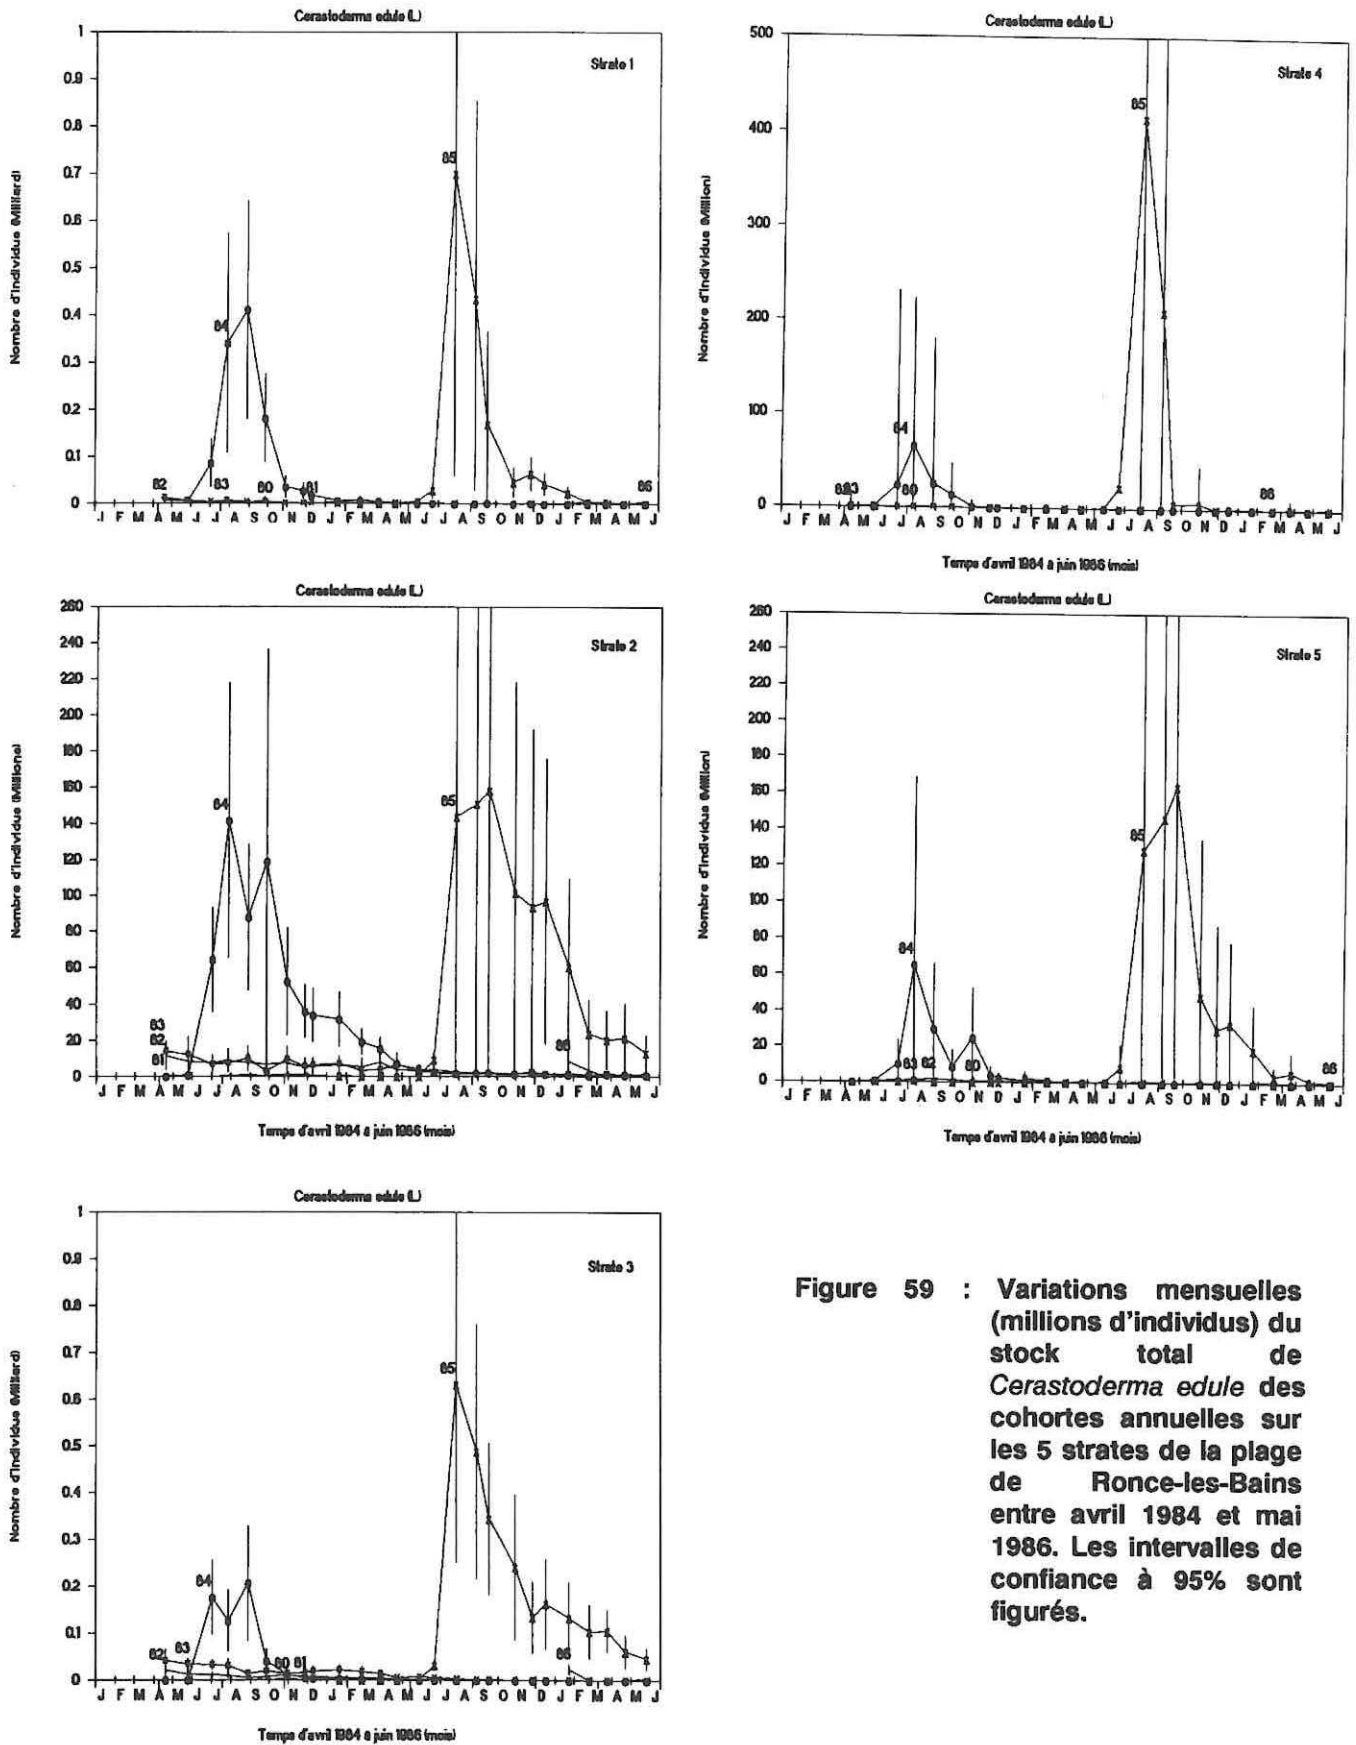 Cerastoderma edule (L)
Strate 1
Nombre d'individus (Milliard)
1
0.9
0.8
0.7
0.6
0.5
0.4
0.3
0.2
0.1
0
82
83
84
80
81
85
86
J F M A M J J A S O N D J F M A M J J A S O N D J F M A M J
Cerastoderma edule (L)
Strate 4
Nombre d'individus (Million)
500
400
300
200
100
0
83
84
80
85
86
J F M A M J J A S O N D J F M A M J J A S O N D J F M A M J
Temps d'avril 1984 à juin 1986 (mois)
Cerastoderma edule (L)
Strate 2
Nombre d'individus (Millions)
260
240
220
200
180
160
140
120
100
80
60
40
20
0
83
82
81
84
85
86
J F M A M J J A S O N D J F M A M J J A S O N D J F M A M J
Temps d'avril 1984 à juin 1986 (mois)
Cerastoderma edule (L)
Strate 5
Nombre d'individus (Million)
260
240
220
200
180
160
140
120
100
80
60
40
20
0
84
83
82
80
85
86
J F M A M J J A S O N D J F M A M J J A S O N D J F M A M J
Temps d'avril 1984 à juin 1986 (mois)
Cerastoderma edule (L)
Strate 3
Nombre d'individus (Milliard)
1
0.9
0.8
0.7
0.6
0.5
0.4
0.3
0.2
0.1
0
82
83
84
80
81
85
86
J F M A M J J A S O N D J F M A M J J A S O N D J F M A M J
Temps d'avril 1984 à juin 1986 (mois)
Figure 59 : Variations mensuelles
(millions d'individus) du
stock total de
Cerastoderma edule des
cohortes annuelles sur
les 5 strates de la plage
de Ronce-les-Bains
entre avril 1984 et mai
1986. Les intervalles de
confiance à 95% sont
figurés.